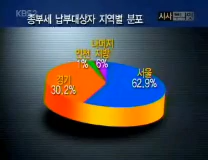 KBS
시사
종부세 납부대상자 지역별 분포
나머지
지방
6%
인천
1%
경기
30.2%
서울
62.9%